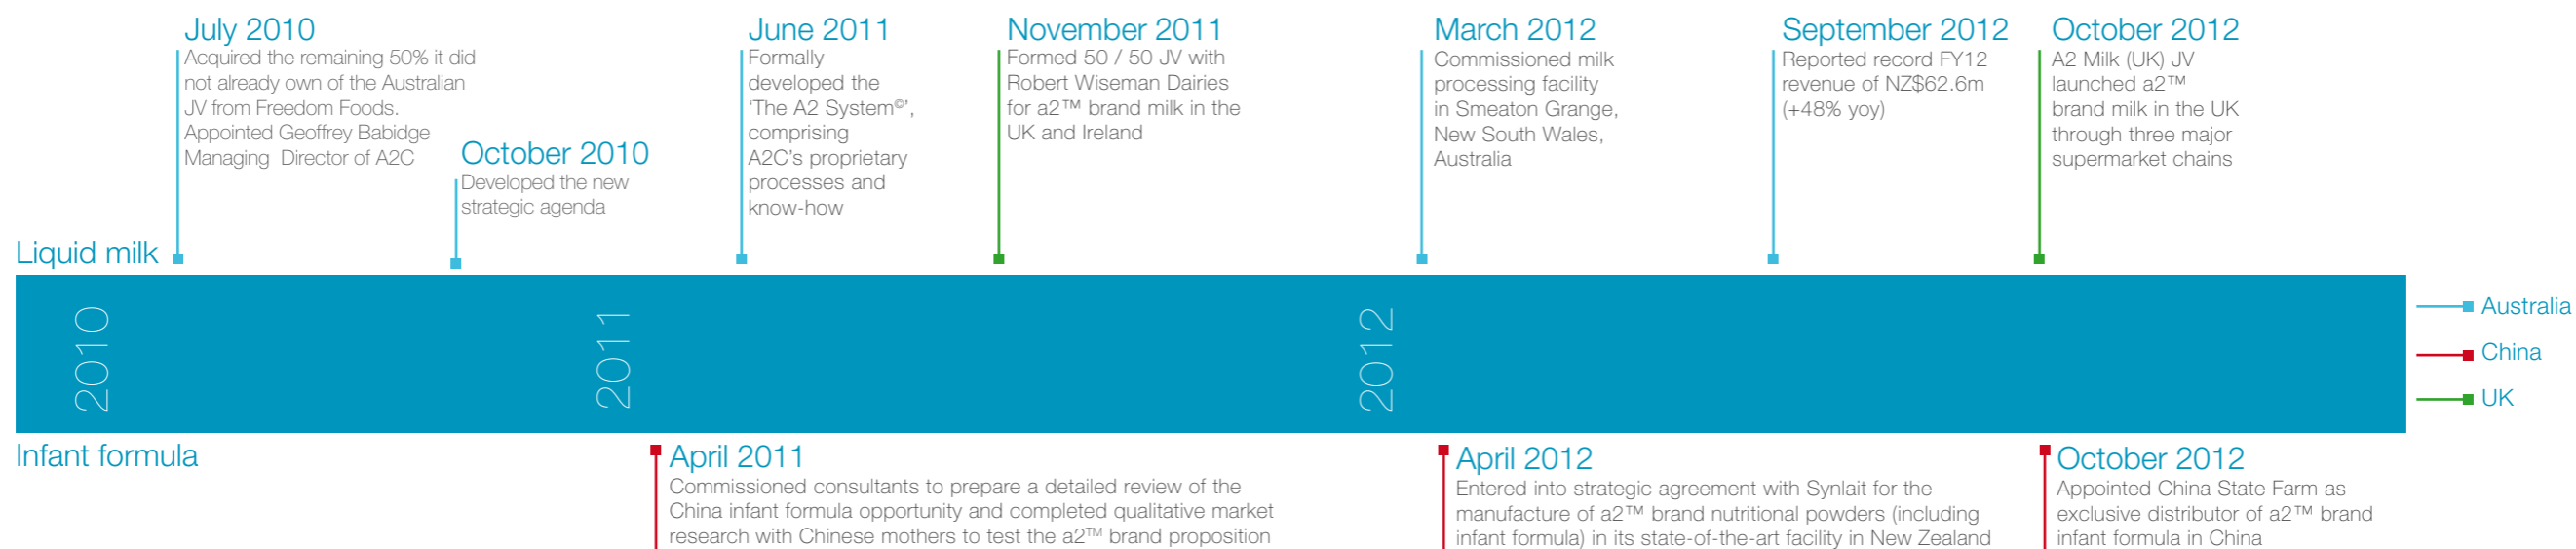 July 2010
Acquired the remaining 50% it did
not already own of the Australian
JV from Freedom Foods.
Appointed Geoffrey Babidge
Managing Director of A2C
October 2010
Developed the new
strategic agenda
June 2011
Formally
developed the
‘The A2 System©’,
comprising
A2C’s proprietary
processes and
know-how
November 2011
Formed 50 / 50 JV with
Robert Wiseman Dairies
for a2™ brand milk in the
UK and Ireland
March 2012
Commissioned milk
processing facility
in Smeaton Grange,
New South Wales,
Australia
September 2012
Reported record FY12
revenue of NZ$62.6m
(+48% yoy)
October 2012
A2 Milk (UK) JV
launched a2™
brand milk in the UK
through three major
supermarket chains
Liquid milk
2010
2011
2012
Australia
China
UK
Infant formula
April 2011
Commissioned consultants to prepare a detailed review of the
China infant formula opportunity and completed qualitative market
research with Chinese mothers to test the a2™ brand proposition
April 2012
Entered into strategic agreement with Synlait for the
manufacture of a2™ brand nutritional powders (including
infant formula) in its state-of-the-art facility in New Zealand
October 2012
Appointed China State Farm as
exclusive distributor of a2™ brand
infant formula in China